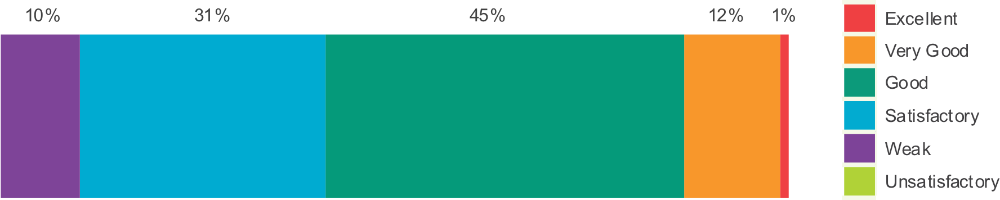 10% 31% 45% 12% 1%
Excellent
Very Good
Good
Satisfactory
Weak
Unsatisfactory